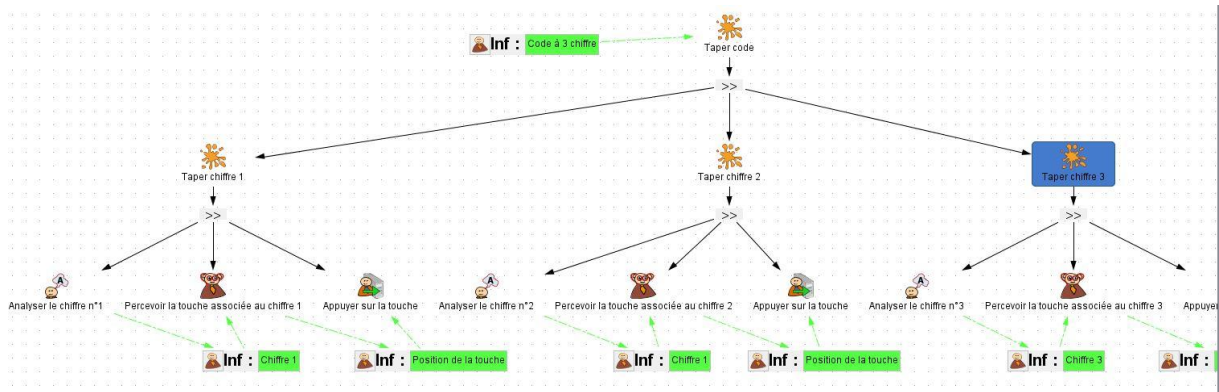 Inf : Code à 3 chiffre
Taper code
>>
Taper chiffre 1
Taper chiffre 2
Taper chiffre 3
>>
>>
>>
Analyser le chiffre n°1
Percevoir la touche associée au chiffre 1
Appuyer sur la touche
Analyser le chiffre n°2
Percevoir la touche associée au chiffre 2
Appuyer sur la touche
Analyser le chiffre n°3
Percevoir la touche associée au chiffre 3
Appuyer
Inf : Chiffre 1
Inf : Position de la touche
Inf : Chiffre 1
Inf : Position de la touche
Inf : Chiffre 3
Inf :